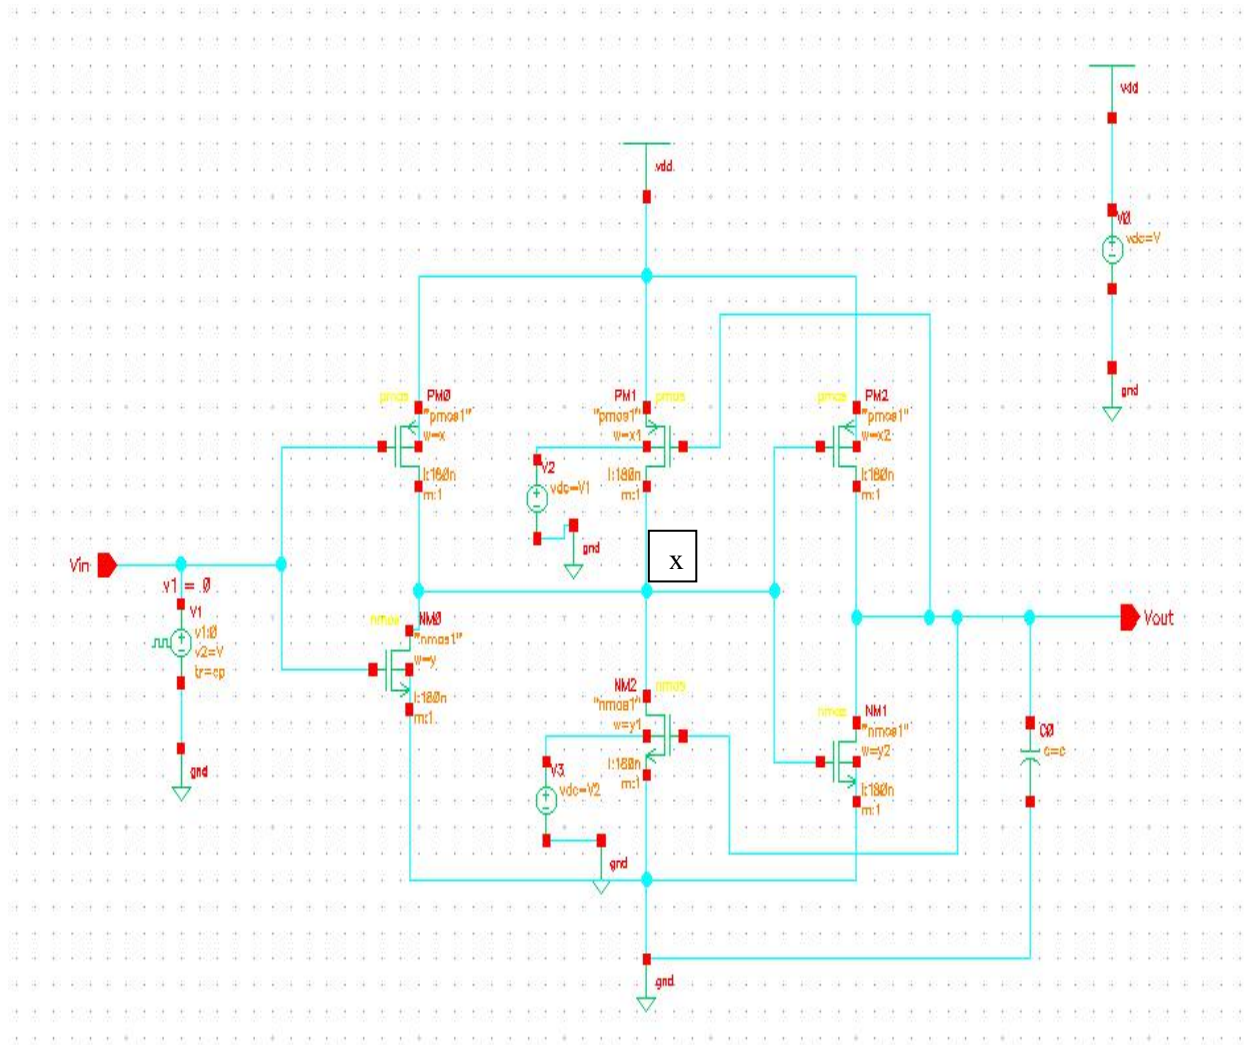 vdd
V0
vdc=V
gnd
vdd
pmos
PM0
"pmos1"
w=x
l:180n
m:1
PM1
pmos
"pmos1"
w=x1
l:180n
m:1
pmos
PM2
"pmos1"
w=x2
l:180n
m:1
V2
vdc=V1
gnd
x
Vin
v1 = 0
V1
v1:0
v2=V
tr=cp
gnd
nmos
NM0
"nmos1"
w=y
l:180n
m:1
NM2
nmos
"nmos1"
w=y1
l:180n
m:1
V3
vdc=V2
gnd
nmos
NM1
"nmos1"
w=y2
l:180n
m:1
Vout
C0
c=c
gnd